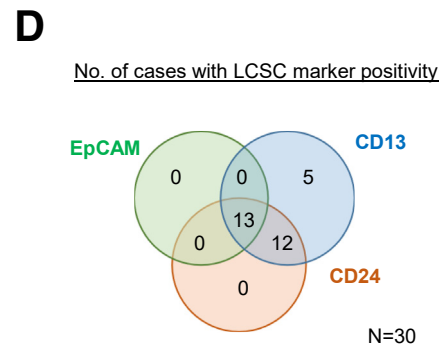 D
No. of cases with LCSC marker positivity
EpCAM
CD13
0
0
5
13
0
12
CD24
0
N=30